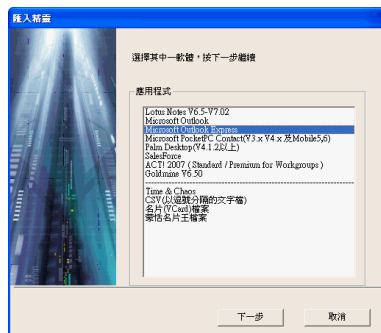 匯入精靈
選擇其中一軟體，按下一步繼續
應用程式
Lotus Notes V6.5-V7.02
Microsoft Outlook
Microsoft Outlook Express
Microsoft PocketPC Contact(V3.x V4.x 及Mobile5,6)
Palm Desktop(V4.1.2以上)
SalesForce
ACT! 2007 ( Standard / Premium for Workgroups )
Goldmine V6.50
Time & Chaos
CSV(以逗號分隔的文字檔)
名片(VCard)檔案
蒙恬名片王檔案
下一步
取消